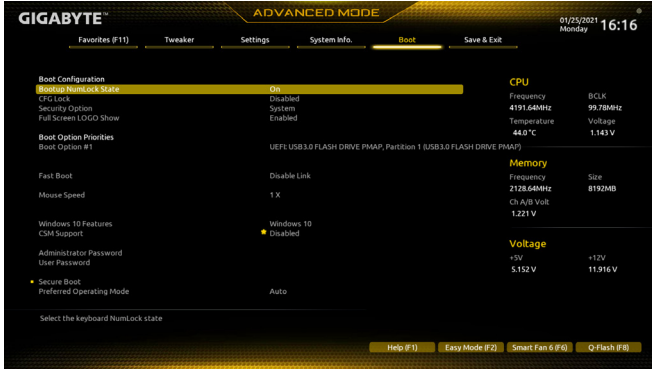 GIGABYTE™
ADVANCED MODE
01/25/2021 Monday 16:16
Favorites (F11) Tweaker Settings System Info. Boot Save & Exit
Boot Configuration
Bootup NumLock State On
CFG Lock Disabled
Security Option System
Full Screen LOGO Show Enabled
Boot Option Priorities
Boot Option #1 UEFI: USB3.0 FLASH DRIVE PMAP, Partition 1 (USB3.0 FLASH DRIVE PMAP)
Fast Boot Disable Link
Mouse Speed 1 X
Windows 10 Features Windows 10
CSM Support Disabled
Administrator Password
User Password
Secure Boot
Preferred Operating Mode Auto
Select the keyboard NumLock state
CPU
Frequency BCLK
4191.64MHz 99.78MHz
Temperature Voltage
44.0 °C 1.143 V
Memory
Frequency Size
2128.64MHz 8192MB
Ch A/B Volt
1.221 V
Voltage
+5V +12V
5.152 V 11.916 V
Help (F1) Easy Mode (F2) Smart Fan 6 (F6) Q-Flash (F8)